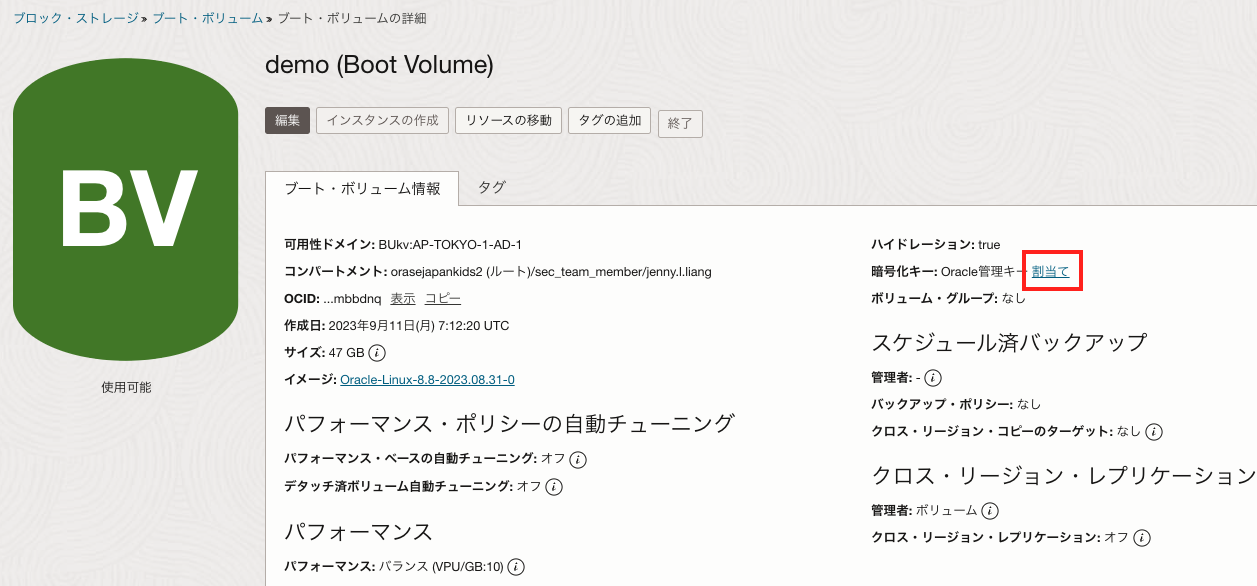 ブロック・ストレージ » ブート・ボリューム » ブート・ボリュームの詳細
demo (Boot Volume)
編集 インスタンスの作成 リソースの移動 タグの追加 終了
BV
使用可能
ブート・ボリューム情報 タグ
可用性ドメイン: BUkv:AP-TOKYO-1-AD-1
コンパートメント: orasejapankids2 (ルート)/sec_team_member/jenny.l.liang
OCID: ...mbbdnq 表示 コピー
作成日: 2023年9月11日(月) 7:12:20 UTC
サイズ: 47 GB
イメージ: Oracle-Linux-8.8-2023.08.31-0
パフォーマンス・ポリシーの自動チューニング
パフォーマンス・ベースの自動チューニング: オフ
デタッチ済ボリューム自動チューニング: オフ
パフォーマンス
パフォーマンス: バランス (VPU/GB:10)
ハイドレーション: true
暗号化キー: Oracle管理キー 割当て
ボリューム・グループ: なし
スケジュール済バックアップ
管理者: -
バックアップ・ポリシー: なし
クロス・リージョン・コピーのターゲット: なし
クロス・リージョン・レプリケーション
管理者: ボリューム
クロス・リージョン・レプリケーション: オフ